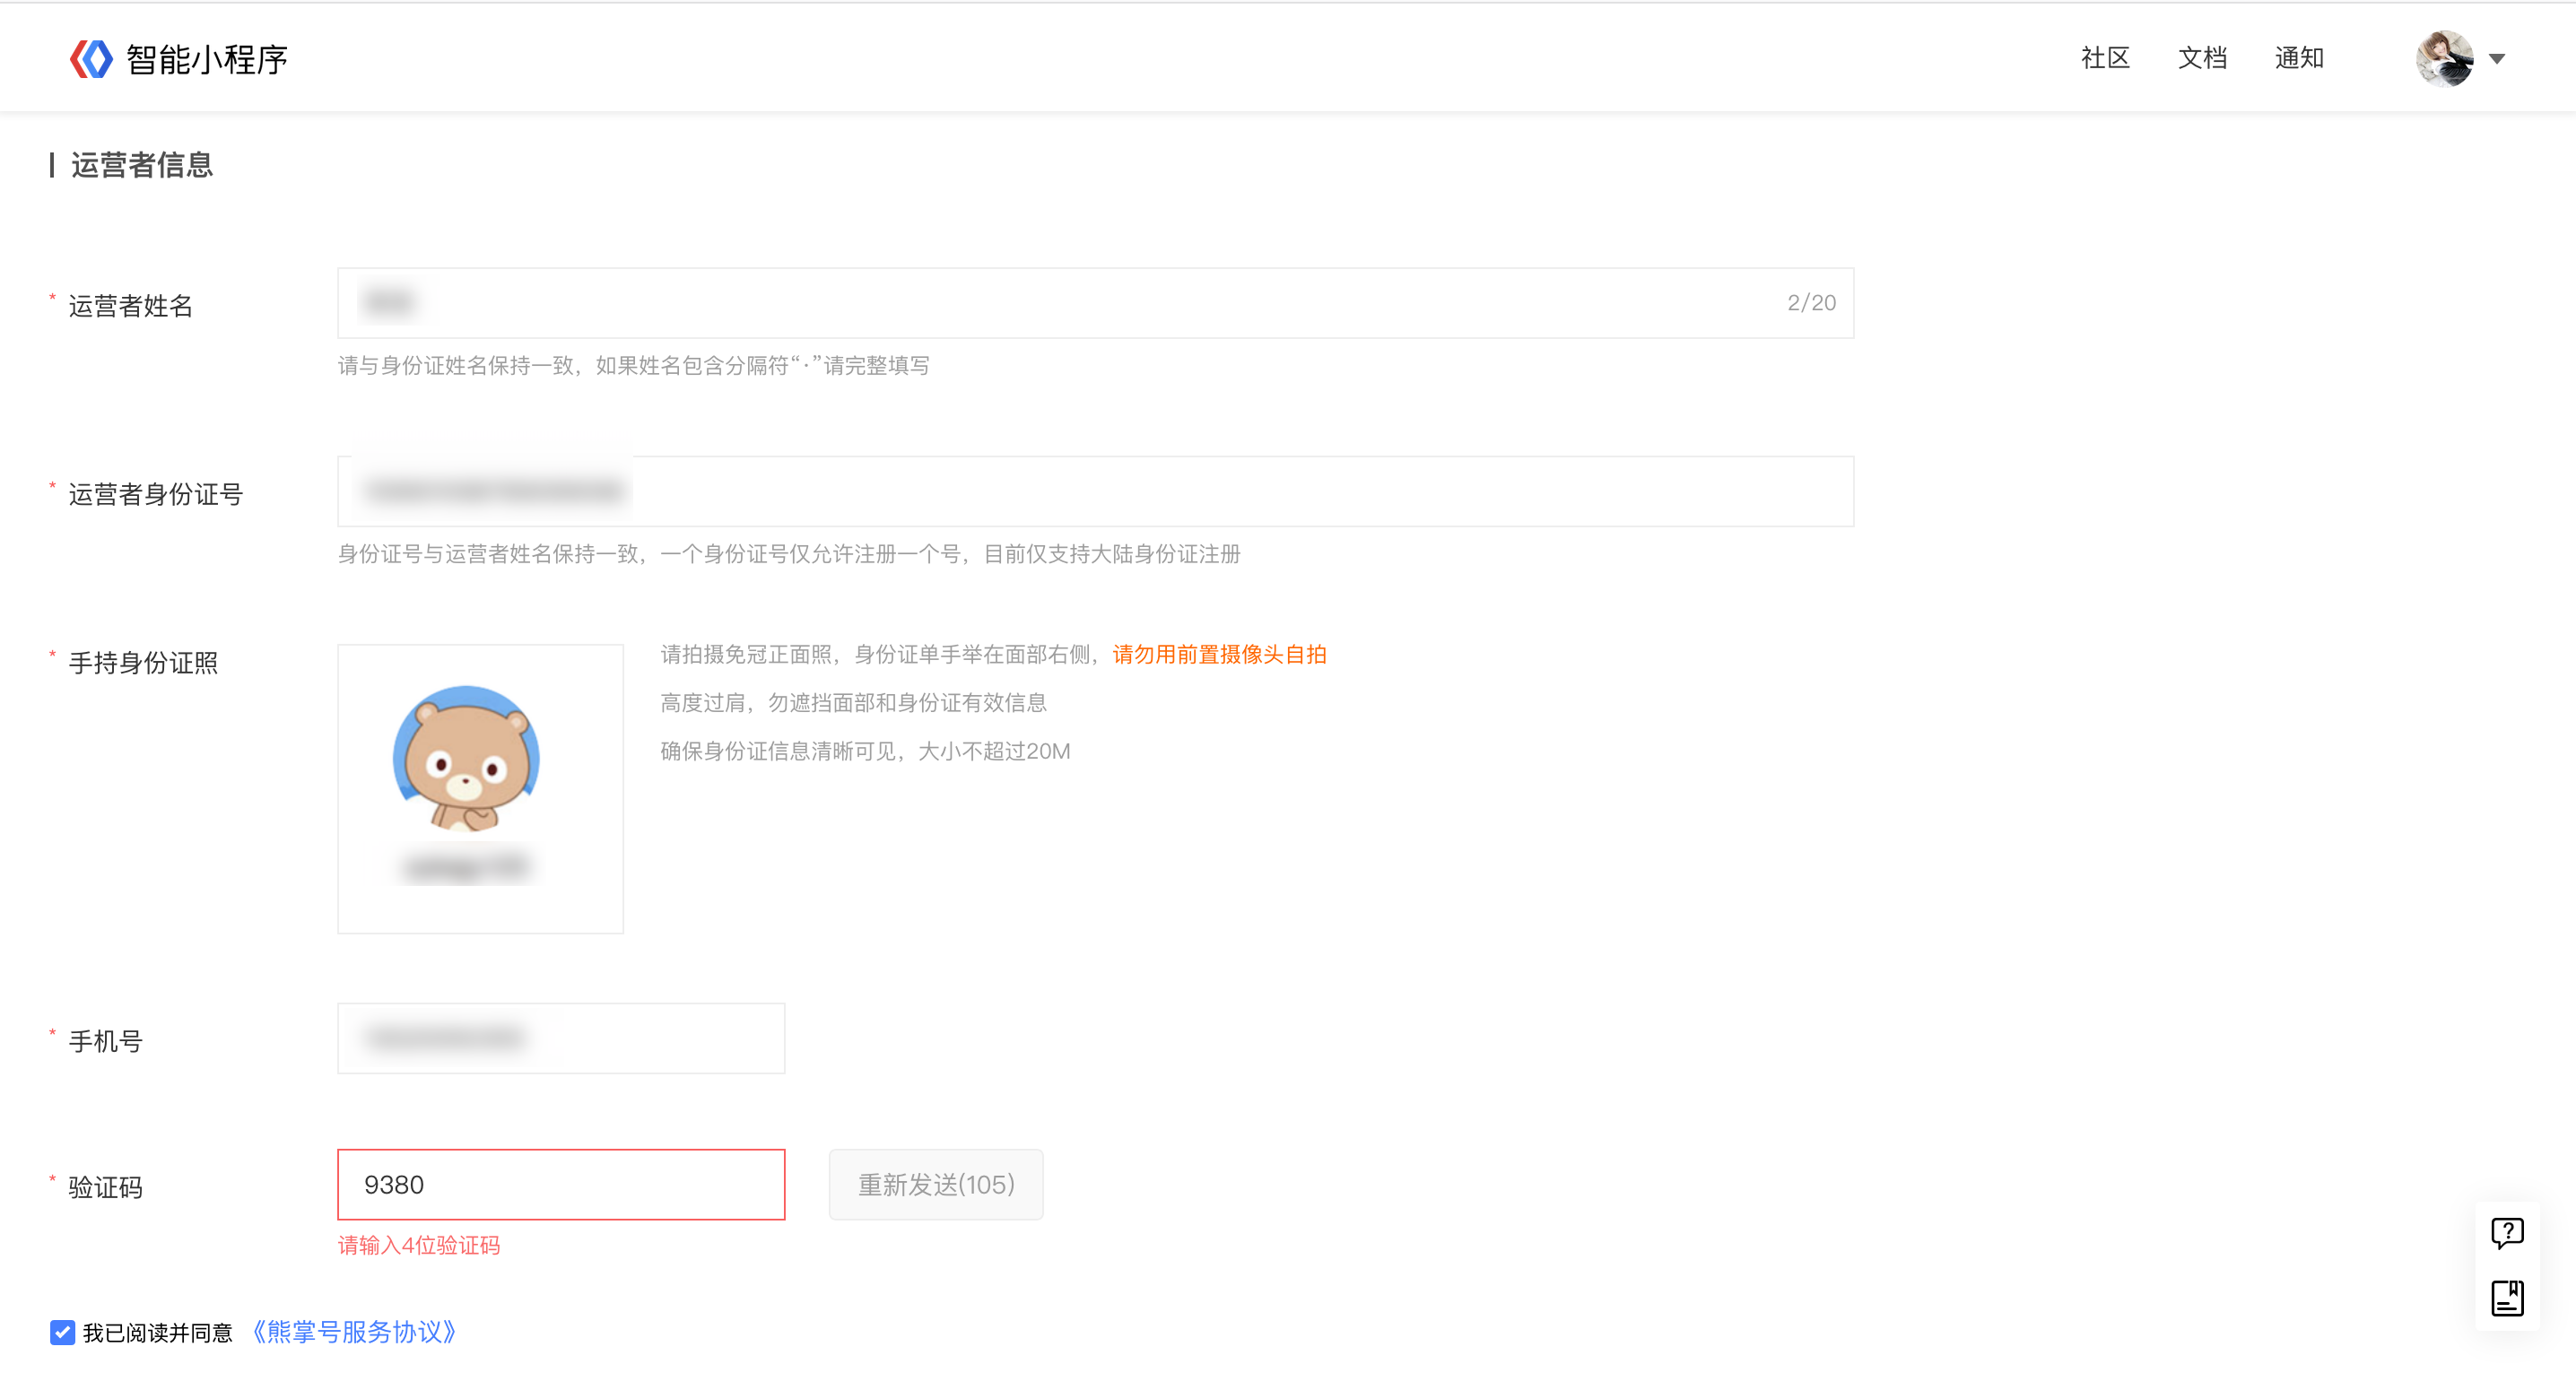 智能小程序
社区 文档 通知
运营者信息
* 运营者姓名
2/20
请与身份证姓名保持一致，如果姓名包含分隔符“·”请完整填写
* 运营者身份证号
身份证号与运营者姓名保持一致，一个身份证号仅允许注册一个号，目前仅支持大陆身份证注册
* 手持身份证照
请拍摄免冠正面照，身份证单手举在面部右侧，请勿用前置摄像头自拍
高度过肩，勿遮挡面部和身份证有效信息
确保身份证信息清晰可见，大小不超过20M
* 手机号
* 验证码
9380
重新发送(105)
请输入4位验证码
我已阅读并同意 《熊掌号服务协议》